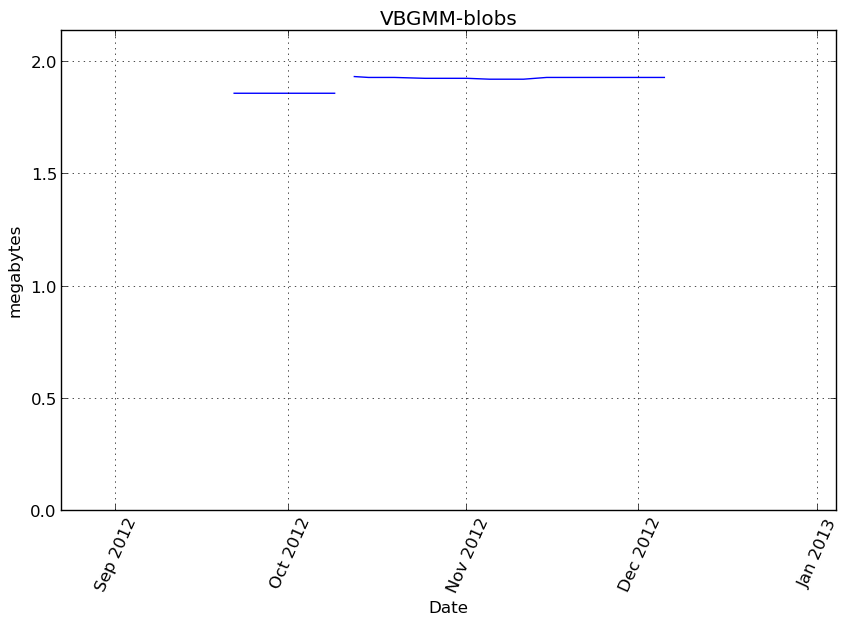 VBGMM-blobs
2.0
1.5
1.0
0.5
0.0
megabytes
Sep 2012
Oct 2012
Nov 2012
Dec 2012
Jan 2013
Date